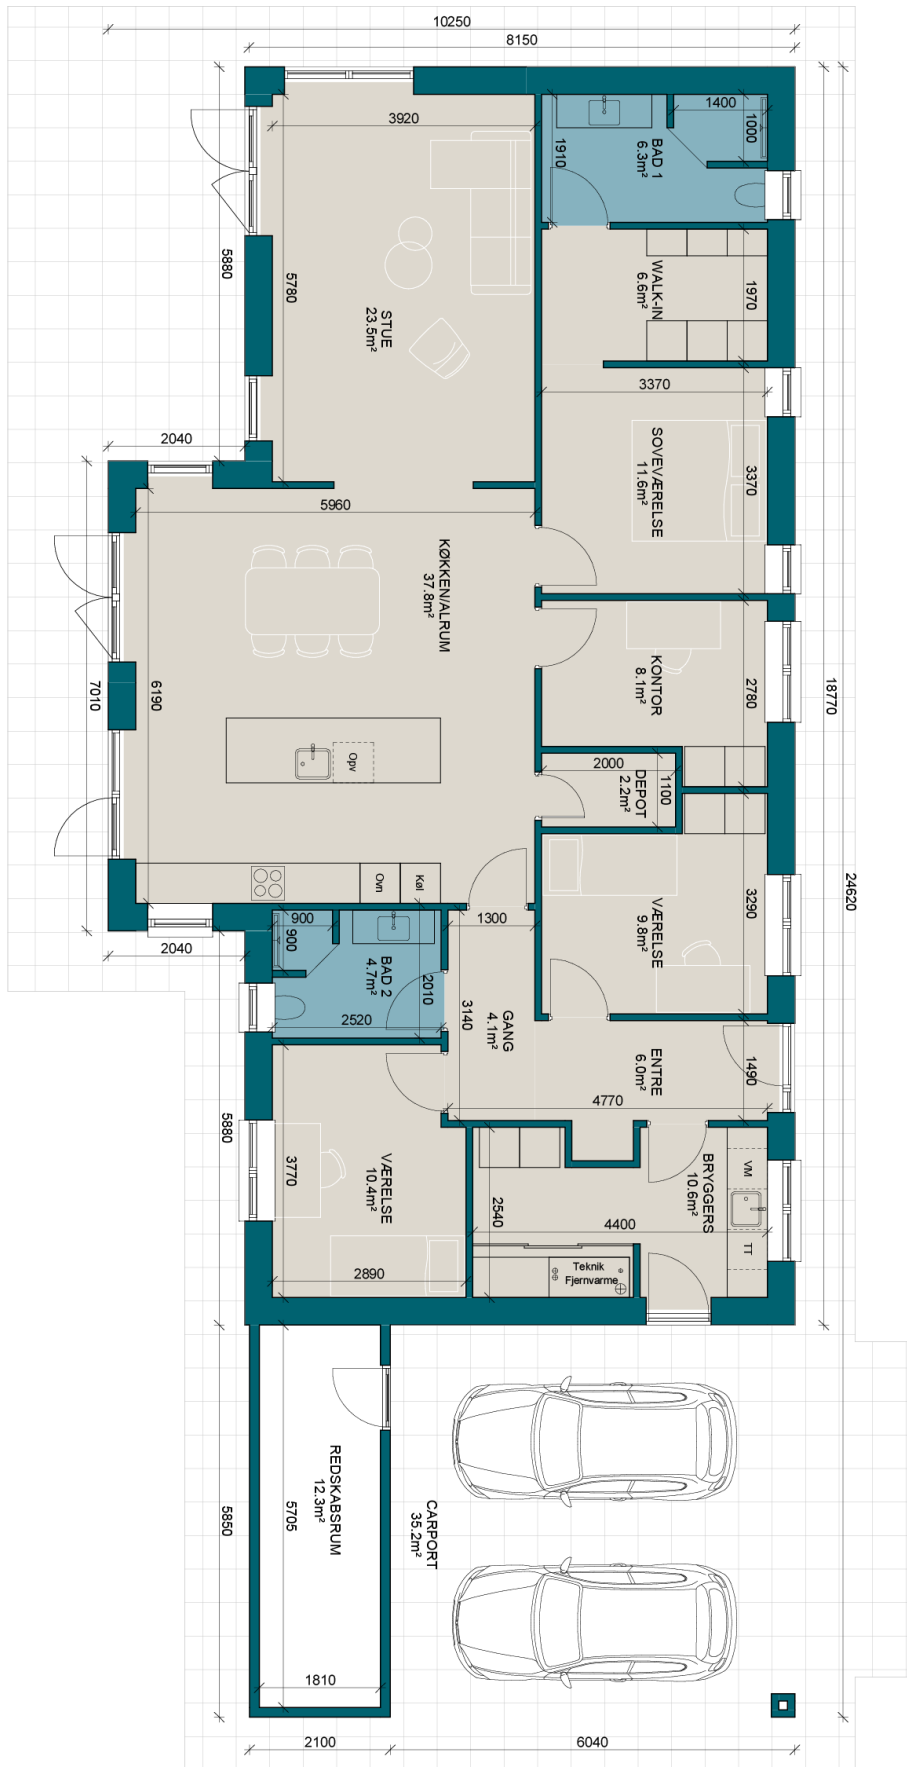 10250
8150
3920
1400
1000
1910
BAD 1
6.3m²
5880
5780
WALK-IN
6.6m²
1970
STUE
23.5m²
3370
2040
SOVEVÆRELSE
11.6m²
3370
5960
KØKKEN/ALRUM
37.8m²
KONTOR
8.1m²
2780
7010
6190
18770
Opv
2000
DEPOT
2.2m²
1100
24620
Ovn
Køl
3290
VÆRELSE
9.8m²
900
900
1300
2040
BAD 2
4.7m²
2010
2520
3140
GANG
4.1m²
ENTRE
6.0m²
1490
4770
5880
3770
VÆRELSE
10.4m²
BRYGGERS
10.6m²
VM
2540
4400
TT
2890
Teknik
Fjernvarme
REDSKABSRUM
12.3m²
5850
5705
CARPORT
35.2m²
1810
2100
6040